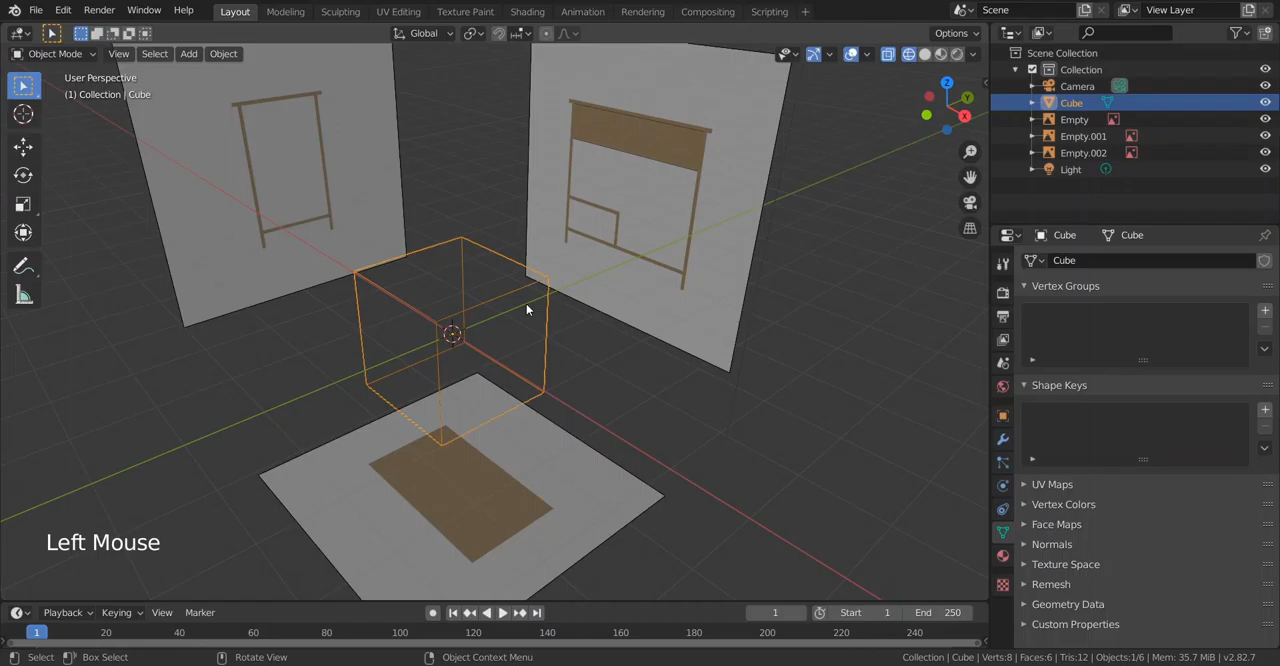 File Edit Render Window Help Layout Modeling Sculpting UV Editing Texture Paint Shading Animation Rendering Compositing Scripting + Scene View Layer
Global Options
Object Mode View Select Add Object
User Perspective
(1) Collection | Cube
Z
Y
X
Scene Collection
Collection
Camera
Cube
Empty
Empty.001
Empty.002
Light
Cube Cube
Cube
Vertex Groups
Shape Keys
UV Maps
Vertex Colors
Face Maps
Normals
Texture Space
Remesh
Geometry Data
Custom Properties
Left Mouse
Playback Keying View Marker 1 Start 1 End 250
1 20 40 60 80 100 120 140 160 180 200 220 240
Select Box Select Rotate View Object Context Menu Collection | Cube | Verts:8 | Faces:6 | Tris:12 | Objects:1/6 | Mem: 35.7 MiB | v2.82.7